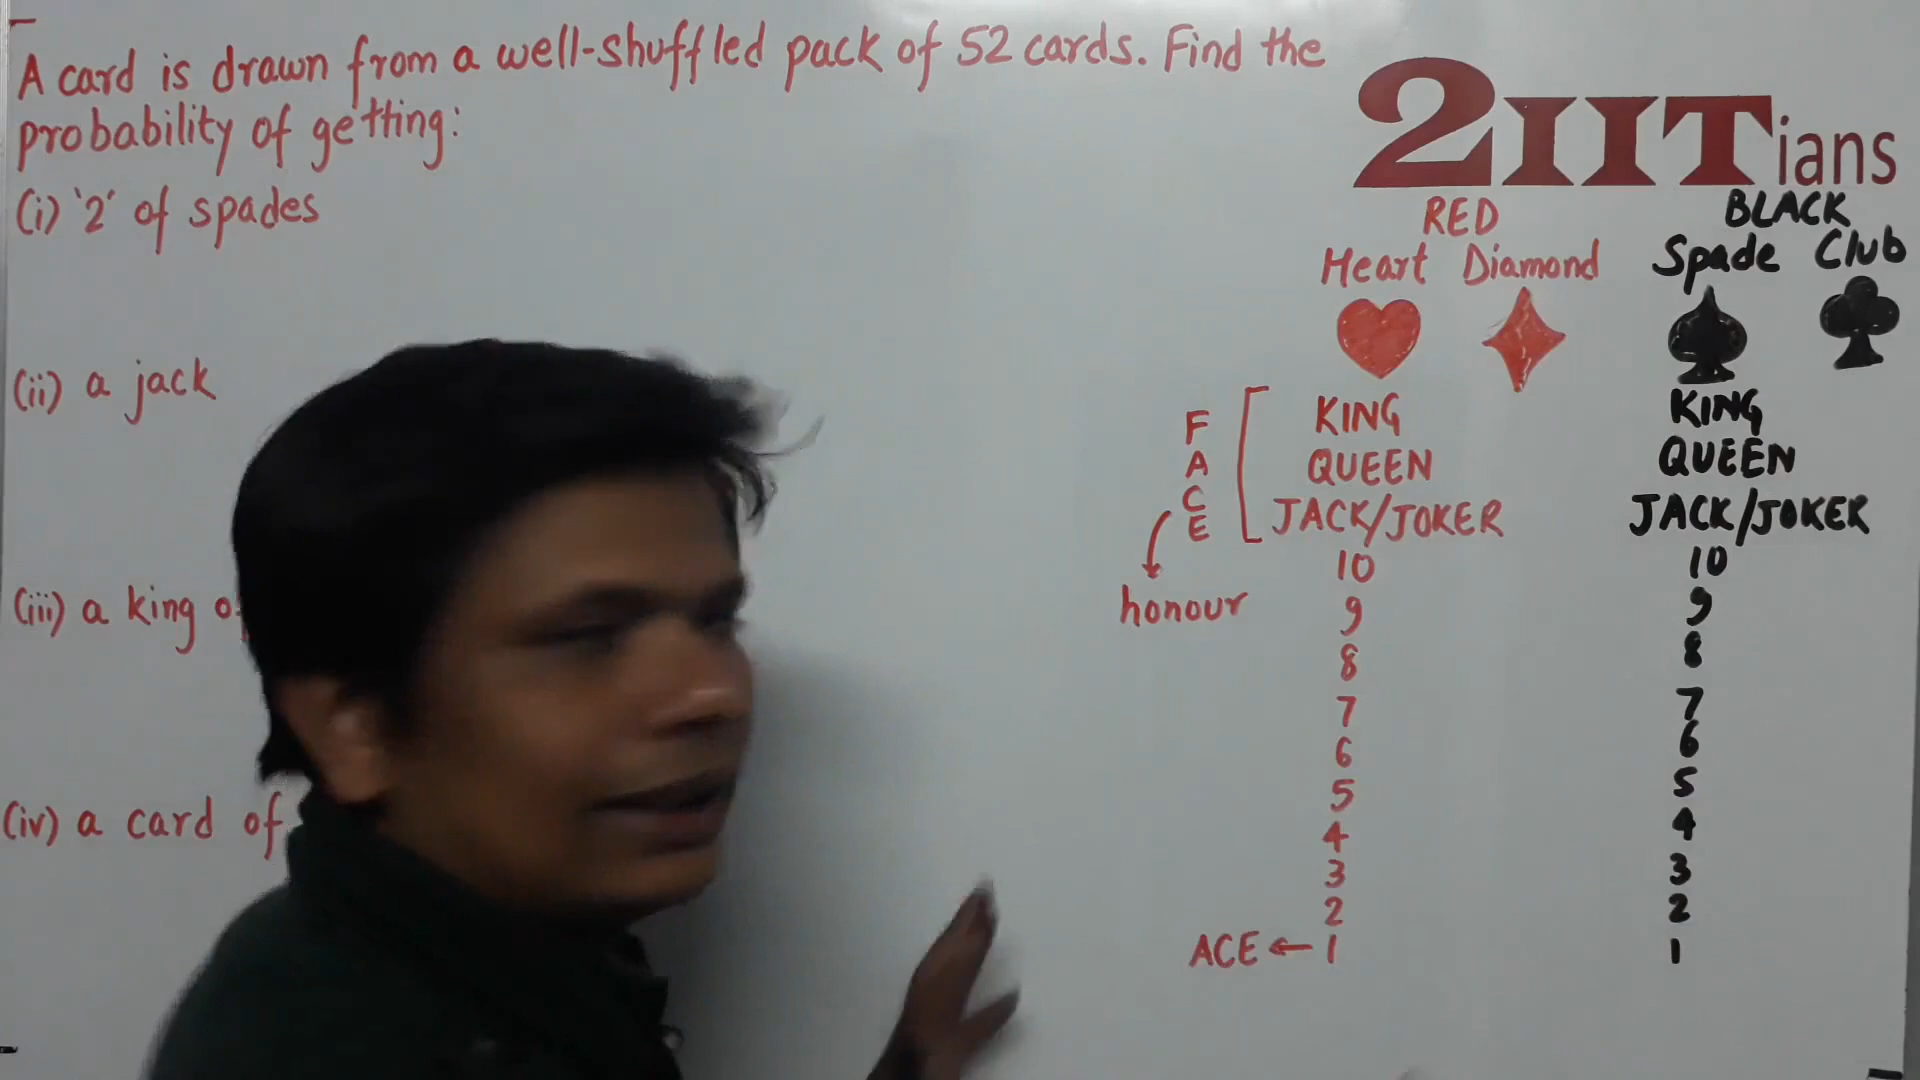 A card is drawn from a well-shuffled pack of 52 cards. Find the
probability of getting:
(i) '2' of spades
(ii) a jack
(iii) a king
(iv) a card of
2IITians
RED
BLACK
Heart Diamond
Spade Club
FACE
honour
KING
QUEEN
JACK/JOKER
10
9
8
7
6
5
4
3
2
ACE ← 1
KING
QUEEN
JACK/JOKER
10
9
8
7
6
5
4
3
2
1